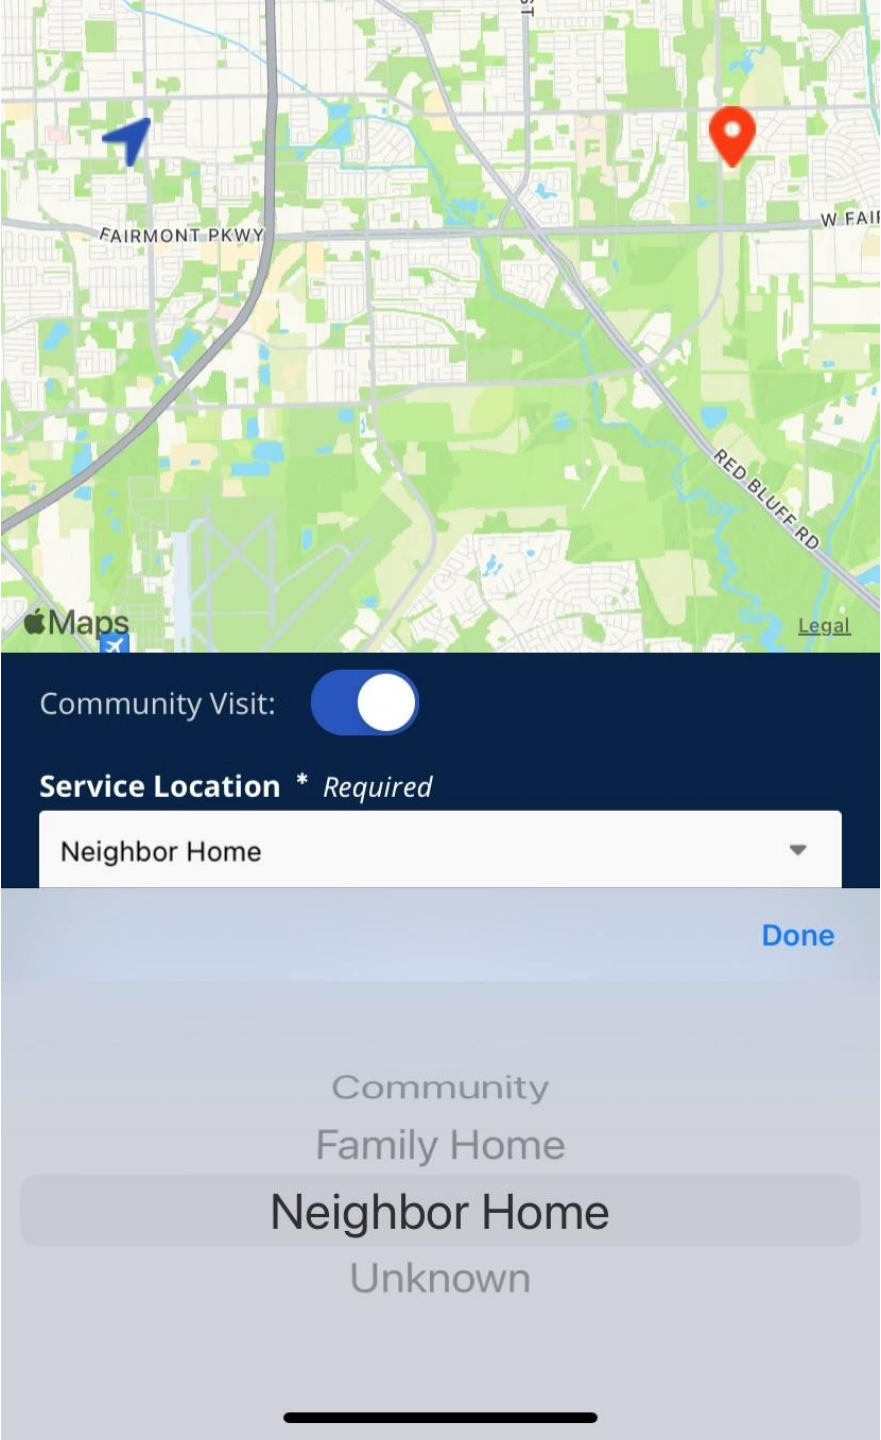 ST
FAIRMONT PKWY
W FAIR
RED BLUFF RD
Maps
Legal
Community Visit:
Service Location * Required
Neighbor Home
Done
Community
Family Home
Neighbor Home
Unknown